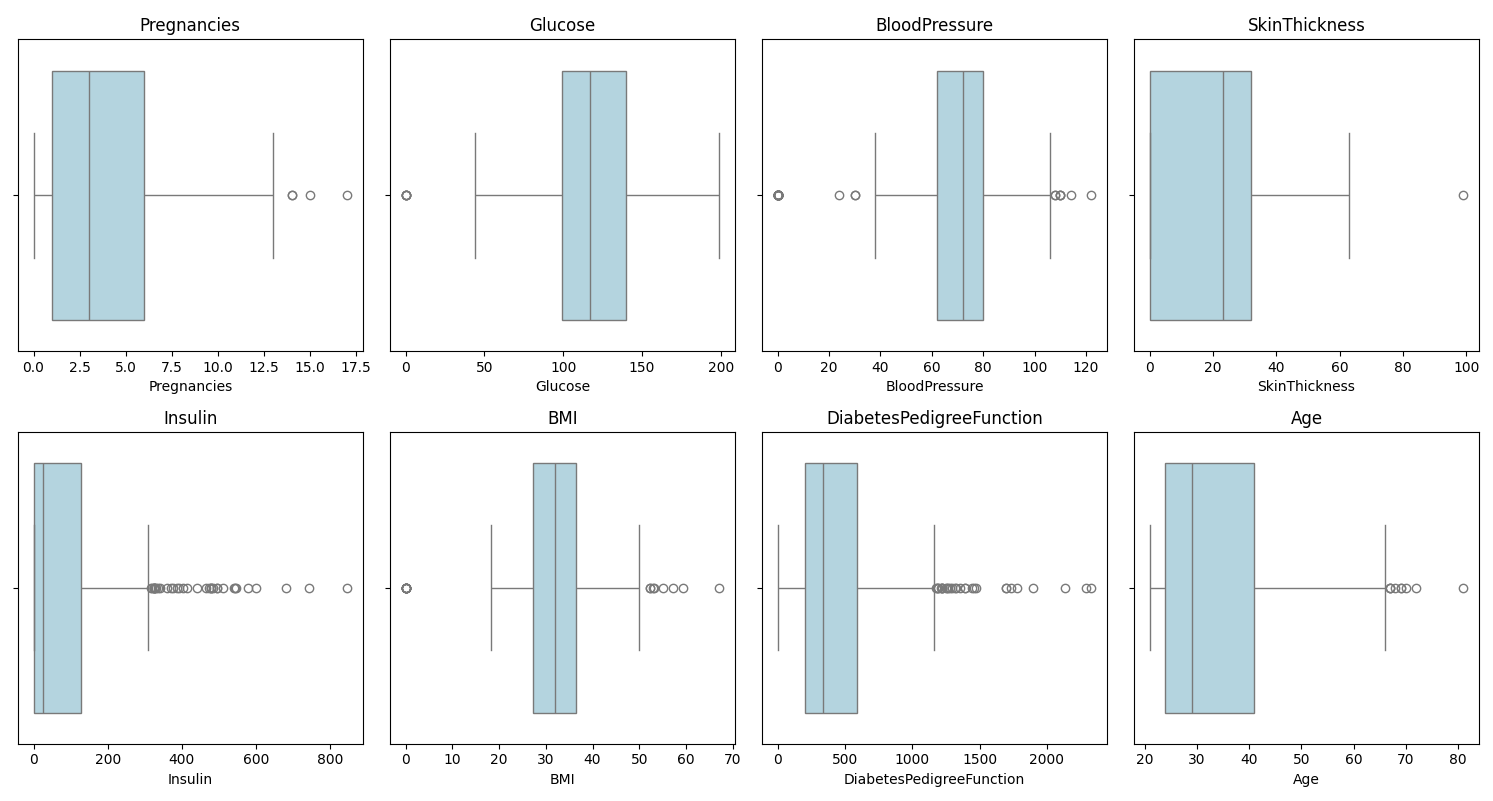 Pregnancies
Glucose
BloodPressure
SkinThickness
0.0 2.5 5.0 7.5 10.0 12.5 15.0 17.5
0 50 100 150 200
0 20 40 60 80 100 120
0 20 40 60 80 100
Pregnancies
Glucose
BloodPressure
SkinThickness
Insulin
BMI
DiabetesPedigreeFunction
Age
0 200 400 600 800
0 10 20 30 40 50 60 70
0 500 1000 1500 2000
20 30 40 50 60 70 80
Insulin
BMI
DiabetesPedigreeFunction
Age